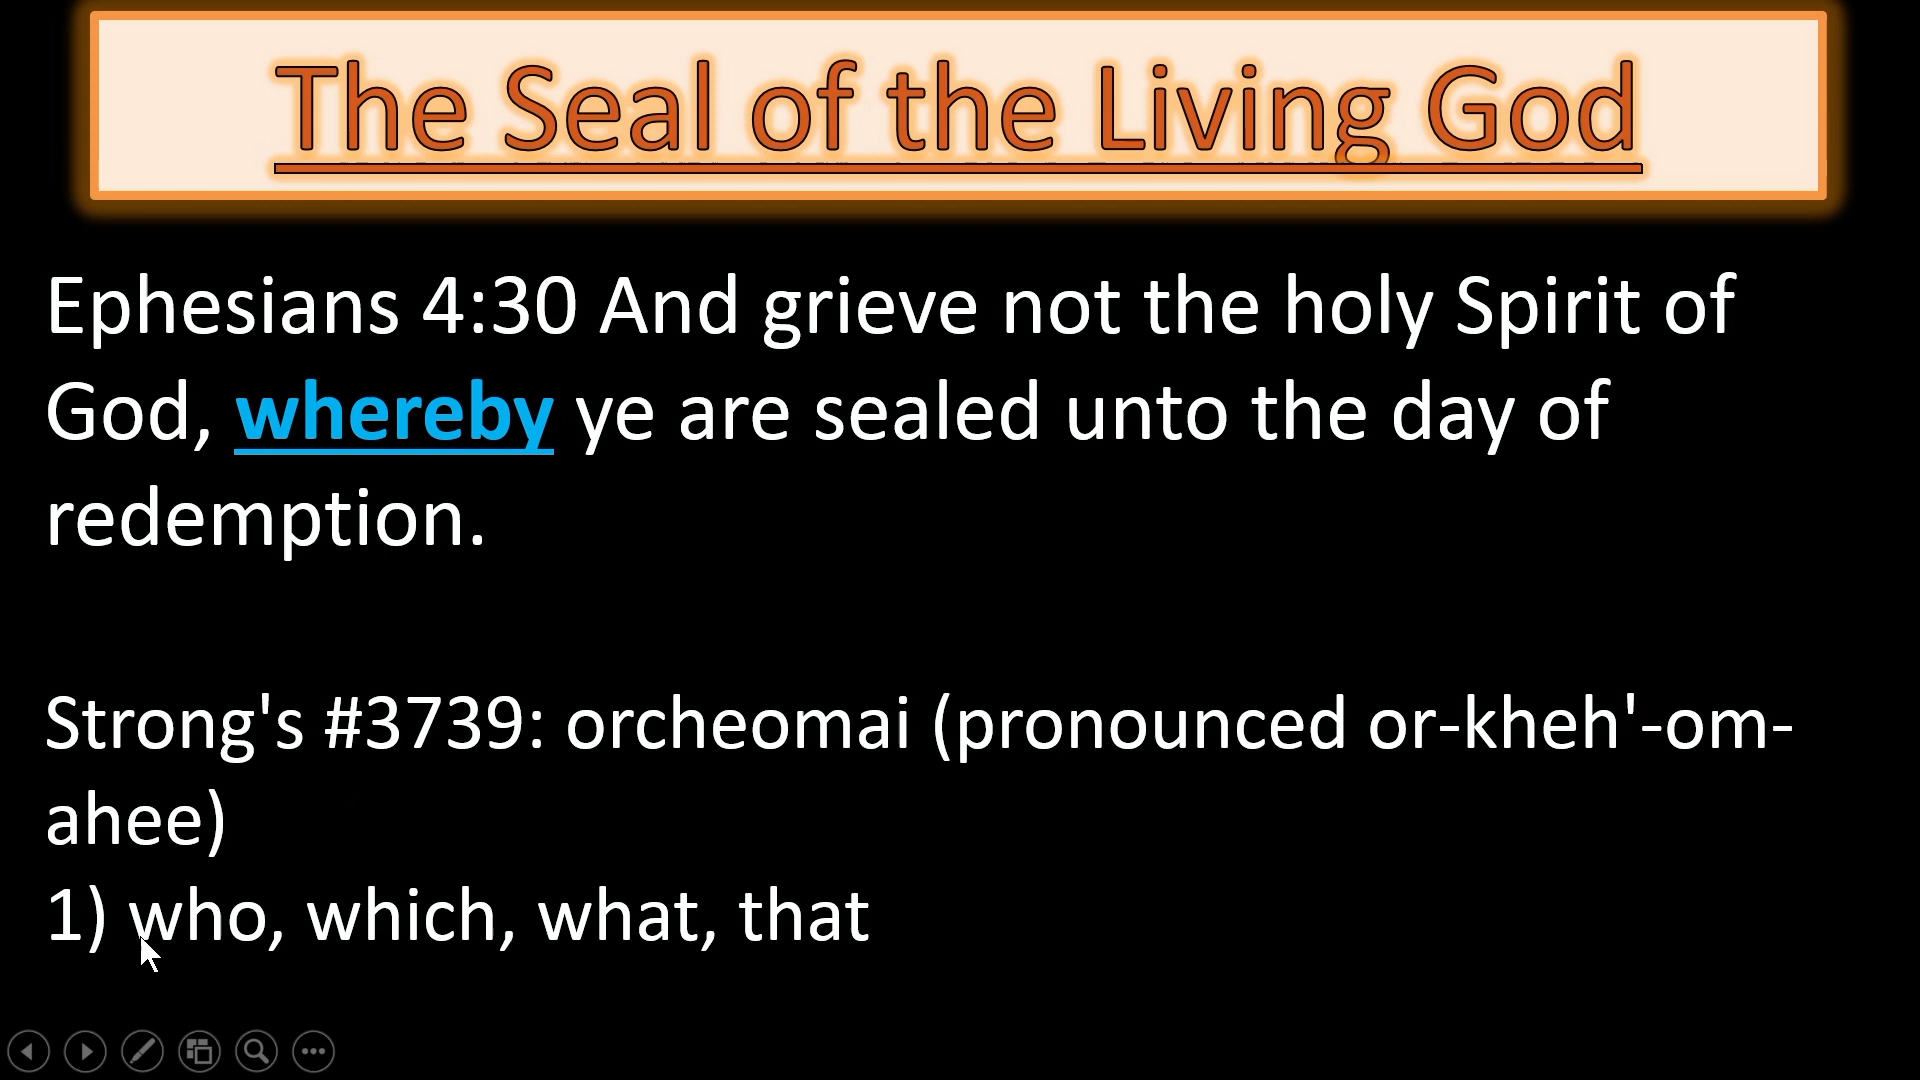 The Seal of the Living God
Ephesians 4:30 And grieve not the holy Spirit of
God, whereby ye are sealed unto the day of
redemption.
Strong's #3739: orcheomai (pronounced or-kheh'-om-
ahee)
1) who, which, what, that